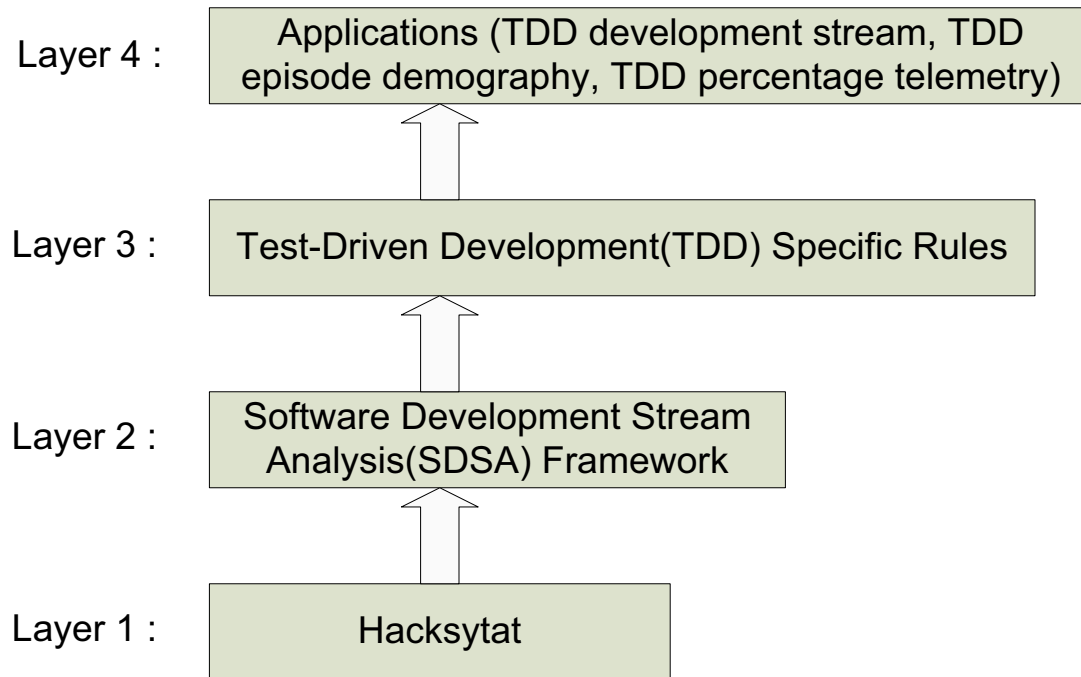 Layer 4 :
Applications (TDD development stream, TDD
episode demography, TDD percentage telemetry)
Layer 3 :
Test-Driven Development(TDD) Specific Rules
Layer 2 :
Software Development Stream
Analysis(SDSA) Framework
Layer 1 :
Hacksytat